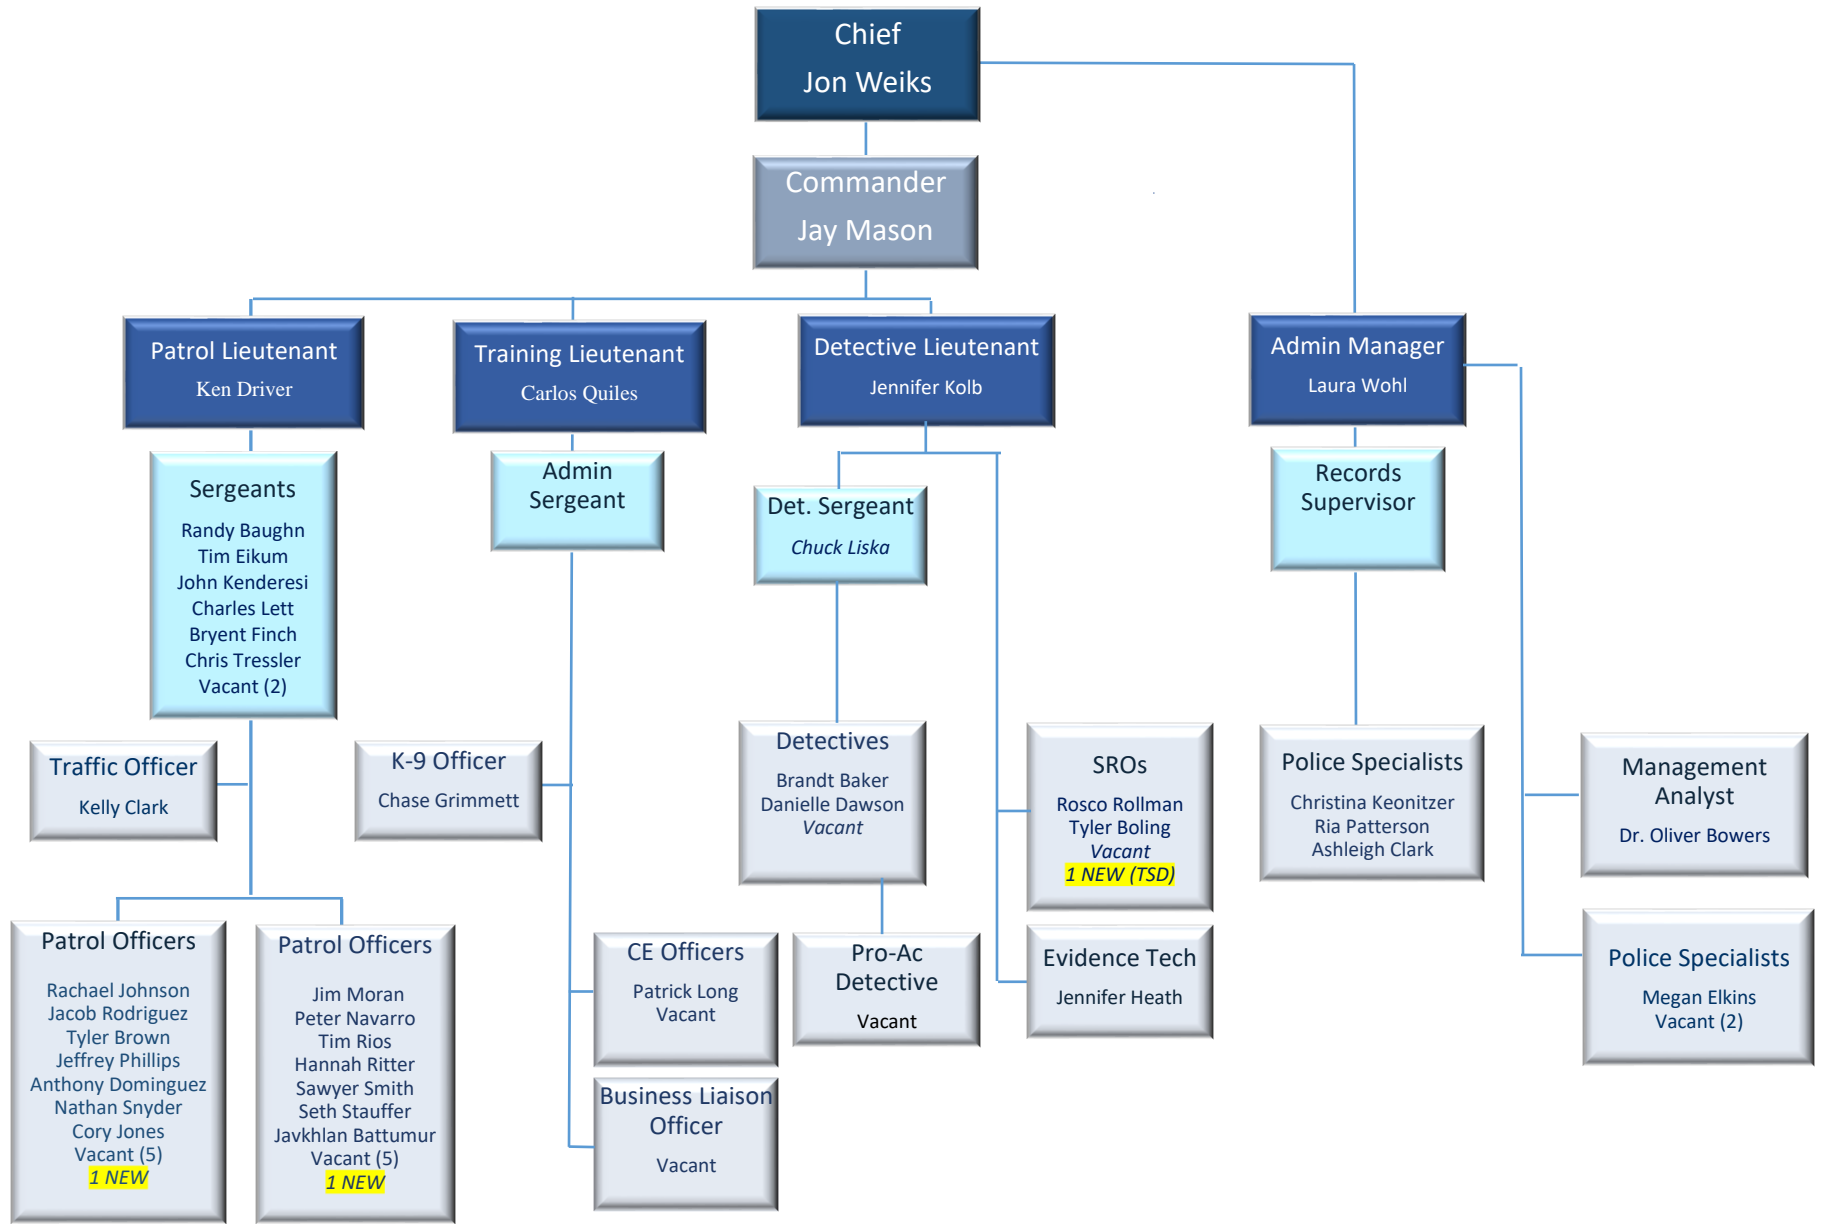 Chief
Jon Weiks
Commander
Jay Mason
Patrol Lieutenant
Ken Driver
Training Lieutenant
Carlos Quiles
Detective Lieutenant
Jennifer Kolb
Admin Manager
Laura Wohl
Sergeants
Randy Baughn
Tim Eikum
John Kenderesi
Charles Lett
Bryent Finch
Chris Tressler
Vacant (2)
Admin
Sergeant
Det. Sergeant
Chuck Liska
Records
Supervisor
Traffic Officer
Kelly Clark
K-9 Officer
Chase Grimmett
Detectives
Brandt Baker
Danielle Dawson
Vacant
SROs
Rosco Rollman
Tyler Boling
Vacant
1 NEW (TSD)
Police Specialists
Christina Keonitzer
Ria Patterson
Ashleigh Clark
Management
Analyst
Dr. Oliver Bowers
Patrol Officers
Rachael Johnson
Jacob Rodriguez
Tyler Brown
Jeffrey Phillips
Anthony Dominguez
Nathan Snyder
Cory Jones
Vacant (5)
1 NEW
Patrol Officers
Jim Moran
Peter Navarro
Tim Rios
Hannah Ritter
Sawyer Smith
Seth Stauffer
Javkhlan Battumur
Vacant (5)
1 NEW
CE Officers
Patrick Long
Vacant
Business Liaison
Officer
Vacant
Pro-Ac
Detective
Vacant
Evidence Tech
Jennifer Heath
Police Specialists
Megan Elkins
Vacant (2)